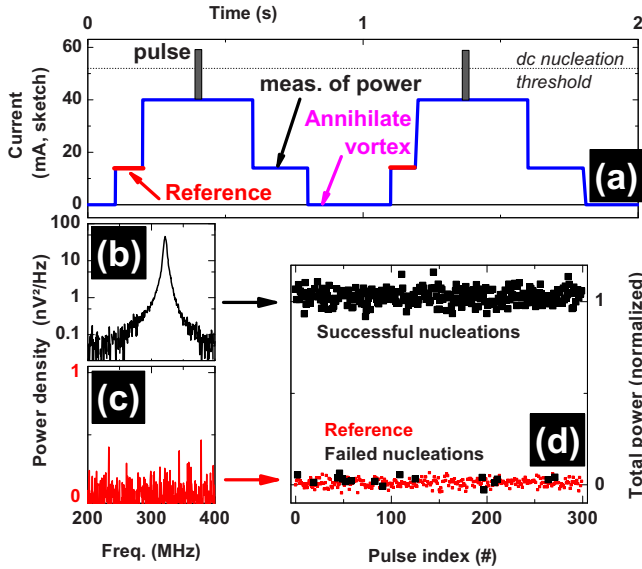 Time (s)
0 1 2
60
40
20
0
Current
(mA, sketch)
pulse
dc nucleation
threshold
meas. of power
Annihilate
vortex
Reference
(a)
100
10
1
0.1
(b)
Power density (nV²/Hz)
1
0
(c)
200 300 400
Freq. (MHz)
Successful nucleations
Reference
Failed nucleations
(d)
1
0
Total power (normalized)
0 100 200 300
Pulse index (#)